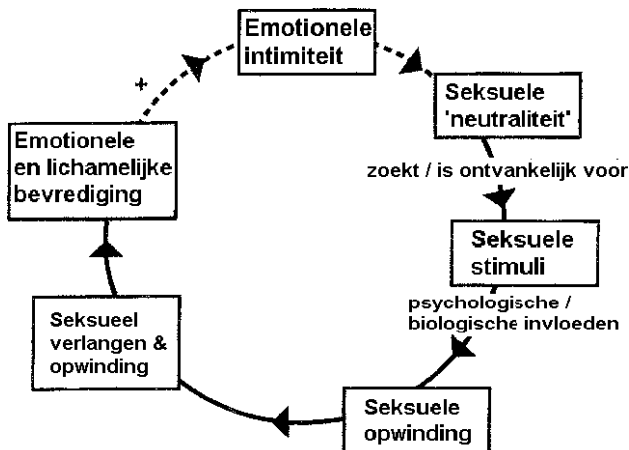 Emotionele
intimiteit
Seksuele
'neutraliteit'
zoekt / is ontvankelijk voor
Seksuele
stimuli
psychologische /
biologische invloeden
Seksuele
opwinding
Seksueel
verlangen &
opwinding
Emotionele
en lichamelijke
bevrediging
+